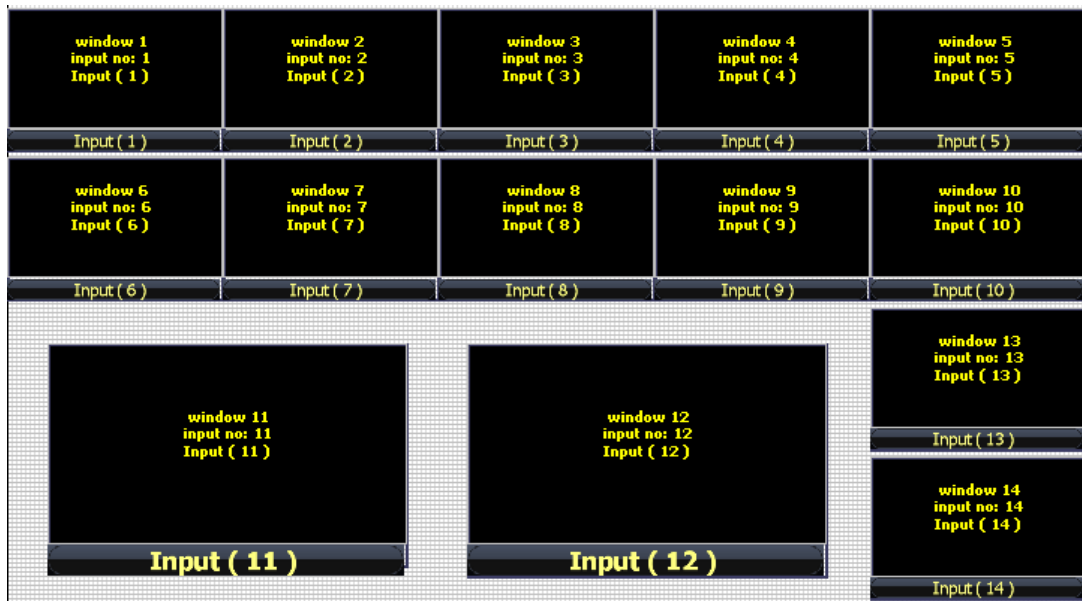 window 1
input no: 1
Input ( 1 )
Input ( 1 )
window 2
input no: 2
Input ( 2 )
Input ( 2 )
window 3
input no: 3
Input ( 3 )
Input ( 3 )
window 4
input no: 4
Input ( 4 )
Input ( 4 )
window 5
input no: 5
Input ( 5 )
Input ( 5 )
window 6
input no: 6
Input ( 6 )
Input ( 6 )
window 7
input no: 7
Input ( 7 )
Input ( 7 )
window 8
input no: 8
Input ( 8 )
Input ( 8 )
window 9
input no: 9
Input ( 9 )
Input ( 9 )
window 10
input no: 10
Input ( 10 )
Input ( 10 )
window 11
input no: 11
Input ( 11 )
Input ( 11 )
window 12
input no: 12
Input ( 12 )
Input ( 12 )
window 13
input no: 13
Input ( 13 )
Input ( 13 )
window 14
input no: 14
Input ( 14 )
Input ( 14 )